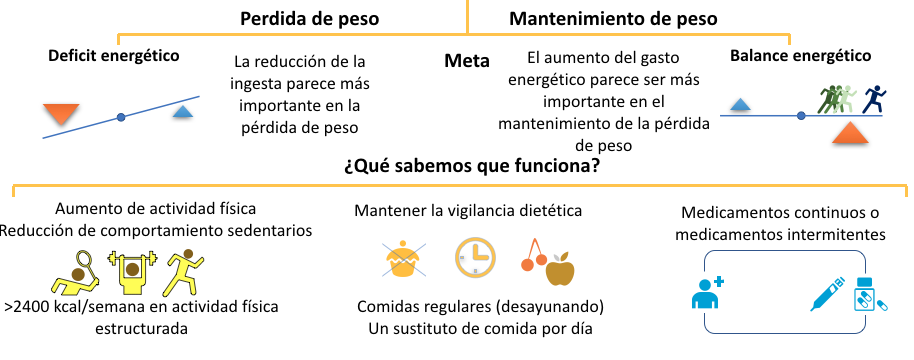 Perdida de peso
Mantenimiento de peso
Deficit energético
La reducción de la
ingesta parece más
importante en la
pérdida de peso
Meta
El aumento del gasto
energético parece ser más
importante en el
mantenimiento de la pérdida
de peso
Balance energético
¿Qué sabemos que funciona?
Aumento de actividad física
Reducción de comportamiento sedentarios
>2400 kcal/semana en actividad física
estructurada
Mantener la vigilancia dietética
Comidas regulares (desayunando)
Un sustituto de comida por día
Medicamentos continuos o
medicamentos intermitentes